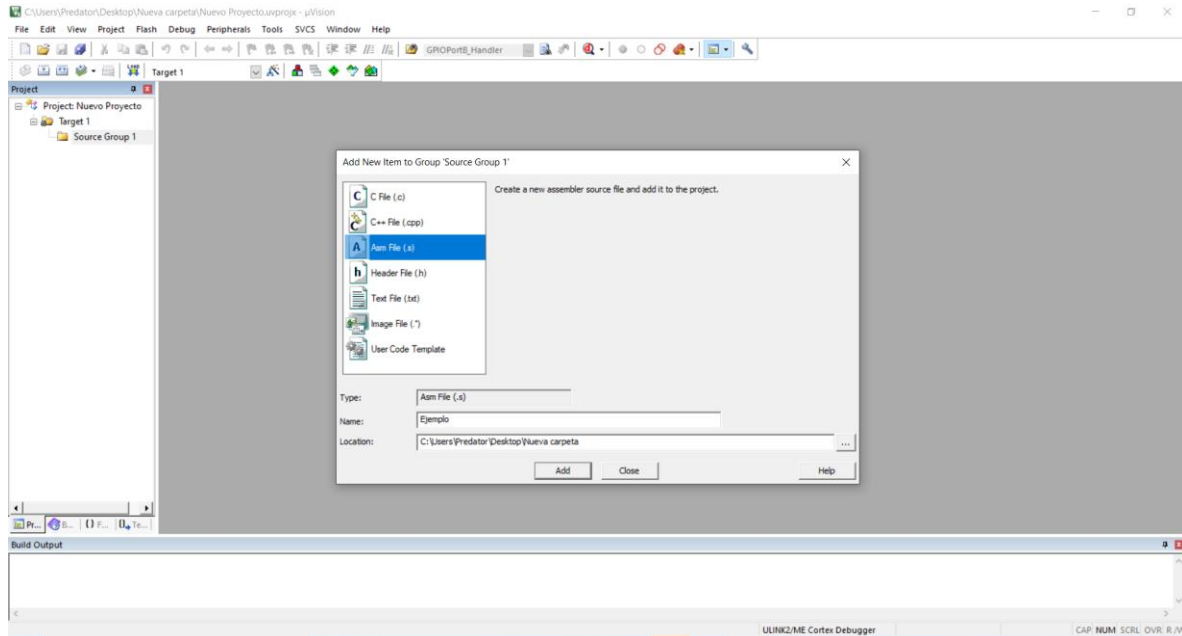 C:\Users\Predator\Desktop\Nueva carpeta\Nuevo Proyecto.uvprojx - µVision
File Edit View Project Flash Debug Peripherals Tools SVCS Window Help
GPIOPortB_Handler
Target 1
Project
Project: Nuevo Proyecto
Target 1
Source Group 1
Add New Item to Group 'Source Group 1'
C File (.c)
Create a new assembler source file and add it to the project.
C++ File (.cpp)
Asm File (.s)
Header File (.h)
Text File (.txt)
Image File (.*)
User Code Template
Type: Asm File (.s)
Name: Ejemplo
Location: C:\Users\Predator\Desktop\Nueva carpeta ...
Add Close Help
Pr... B... {} F... Te...
Build Output
ULINK2/ME Cortex Debugger CAP NUM SCRL OVR R